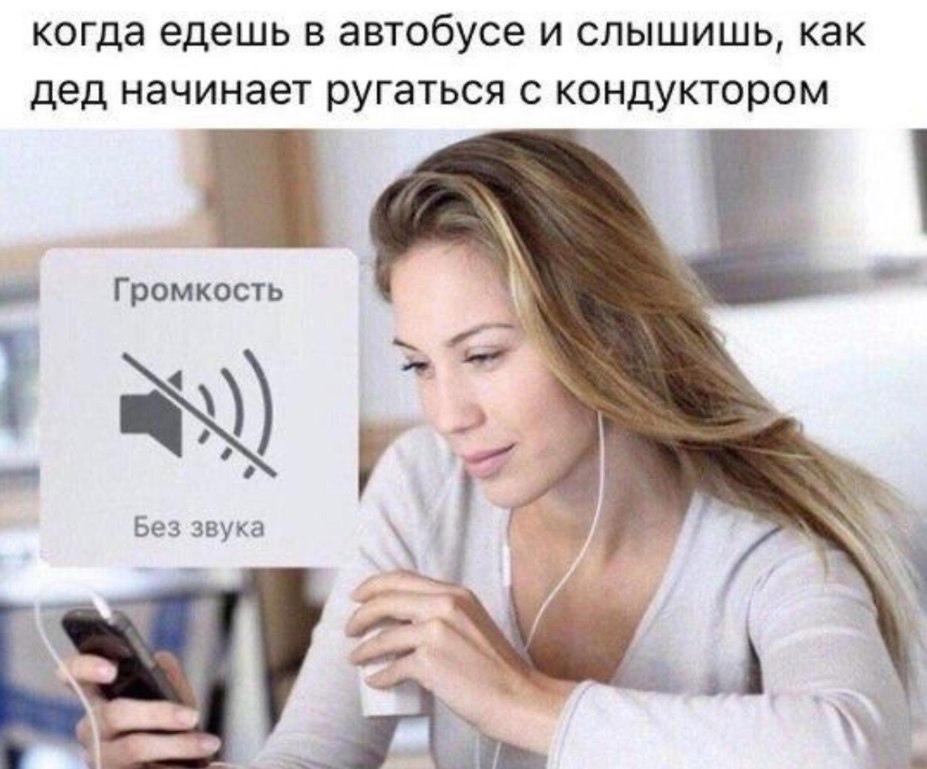 когда едешь в автобусе и слышишь, как
дед начинает ругаться с кондуктором
Громкость
Без звука